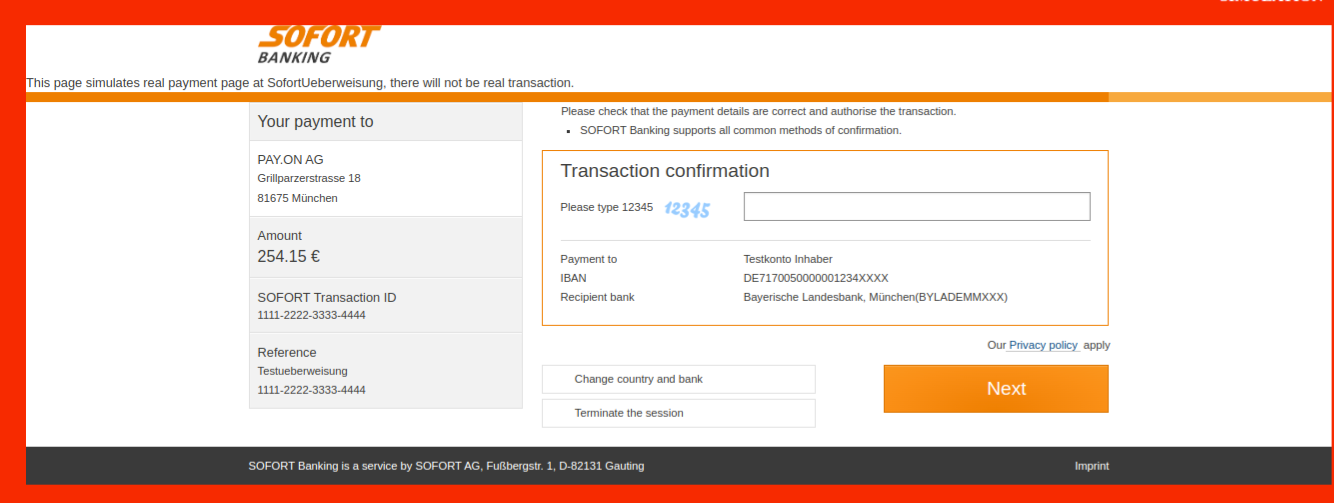 SOFORT
BANKING
This page simulates real payment page at SofortUeberweisung, there will not be real transaction.
Your payment to
PAY.ON AG
Grillparzerstrasse 18
81675 München
Amount
254.15 €
SOFORT Transaction ID
1111-2222-3333-4444
Reference
Testueberweisung
1111-2222-3333-4444
Please check that the payment details are correct and authorise the transaction.
▪ SOFORT Banking supports all common methods of confirmation.
Transaction confirmation
Please type 12345 12345
Payment to Testkonto Inhaber
IBAN DE7170050000001234XXXX
Recipient bank Bayerische Landesbank, München(BYLADEMMXXX)
Our Privacy policy apply
Change country and bank
Terminate the session
Next
SOFORT Banking is a service by SOFORT AG, Fußbergstr. 1, D-82131 Gauting
Imprint